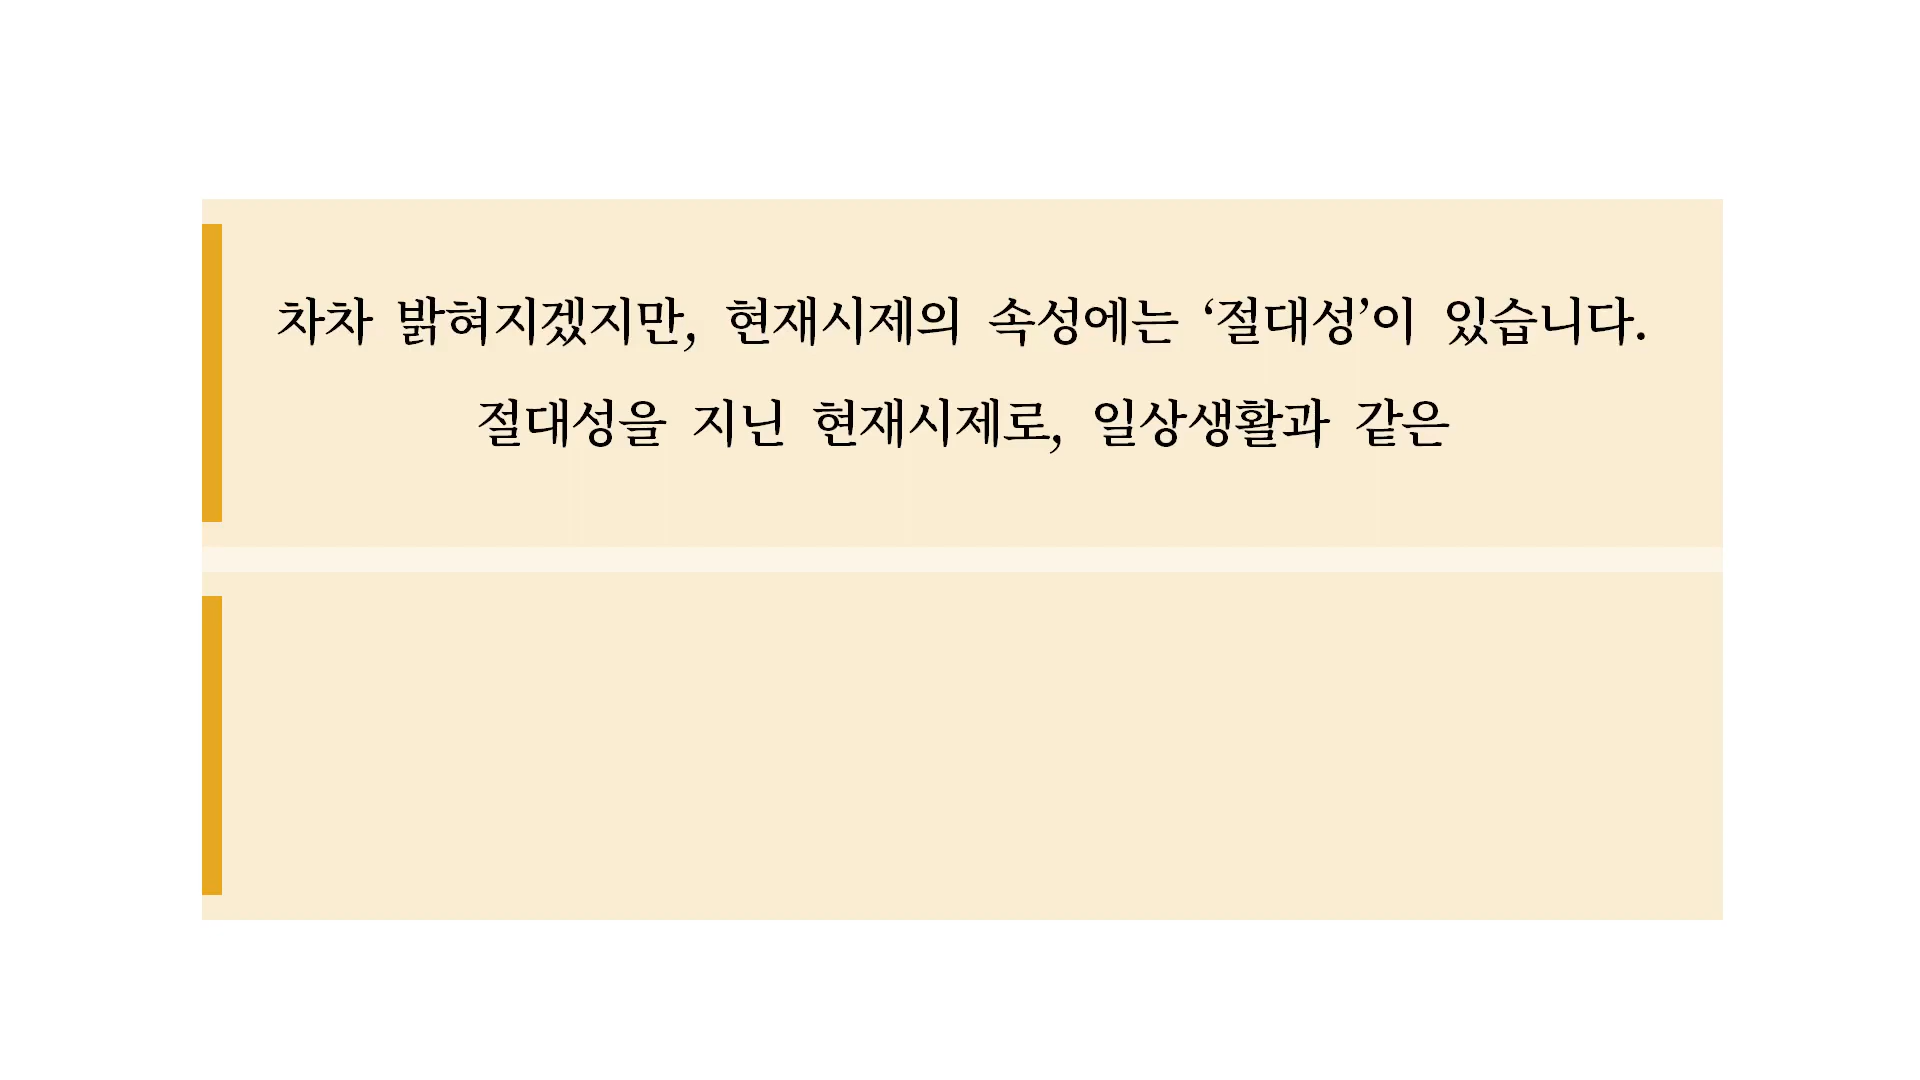 차차 밝혀지겠지만, 현재시제의 속성에는 ‘절대성’이 있습니다.
절대성을 지닌 현재시제로, 일상생활과 같은